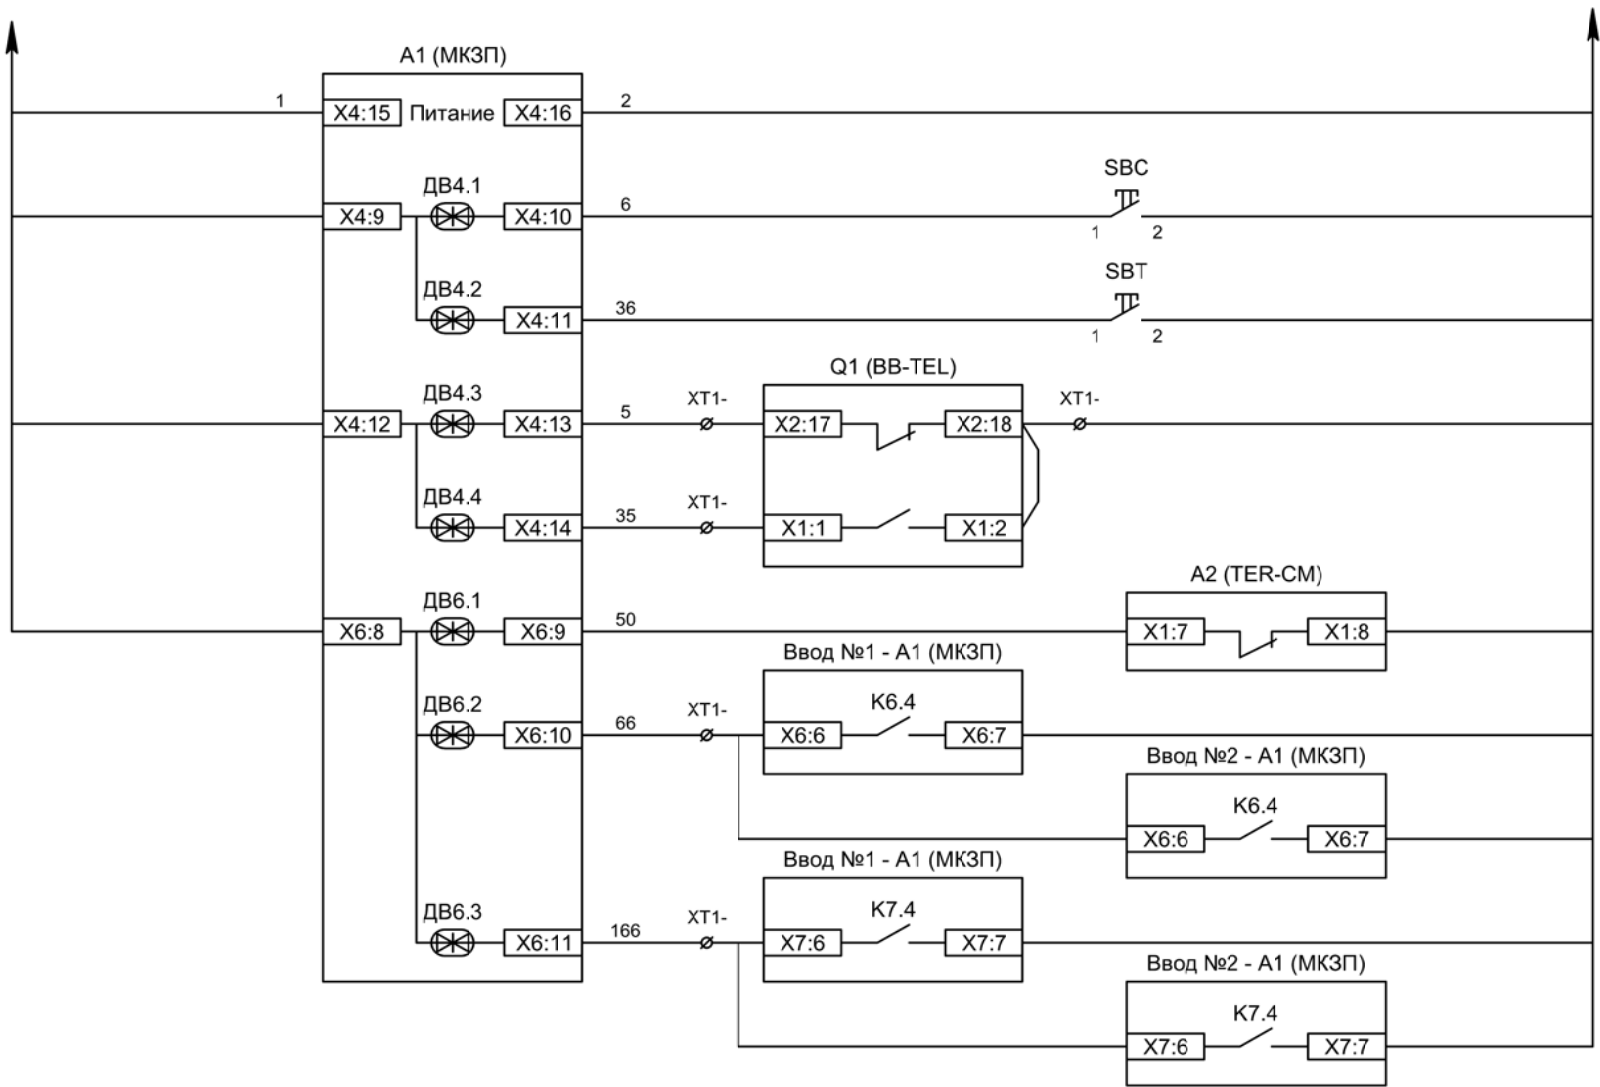 A1 (МКЗП)
1
X4:15 Питание X4:16
2
SBC
ДВ4.1
X4:9 X4:10
6
1 2
SBT
ДВ4.2
X4:11
36
1 2
Q1 (BB-TEL)
ДВ4.3
X4:12 X4:13
5
XT1-
X2:17 X2:18
XT1-
ДВ4.4
X4:14
35
XT1-
X1:1 X1:2
A2 (TER-CM)
ДВ6.1
X6:8 X6:9
50
X1:7 X1:8
Ввод №1 - A1 (МКЗП)
ДВ6.2
X6:10
66
XT1-
K6.4
X6:6 X6:7
Ввод №2 - A1 (МКЗП)
K6.4
X6:6 X6:7
Ввод №1 - A1 (МКЗП)
ДВ6.3
X6:11
166
XT1-
K7.4
X7:6 X7:7
Ввод №2 - A1 (МКЗП)
K7.4
X7:6 X7:7